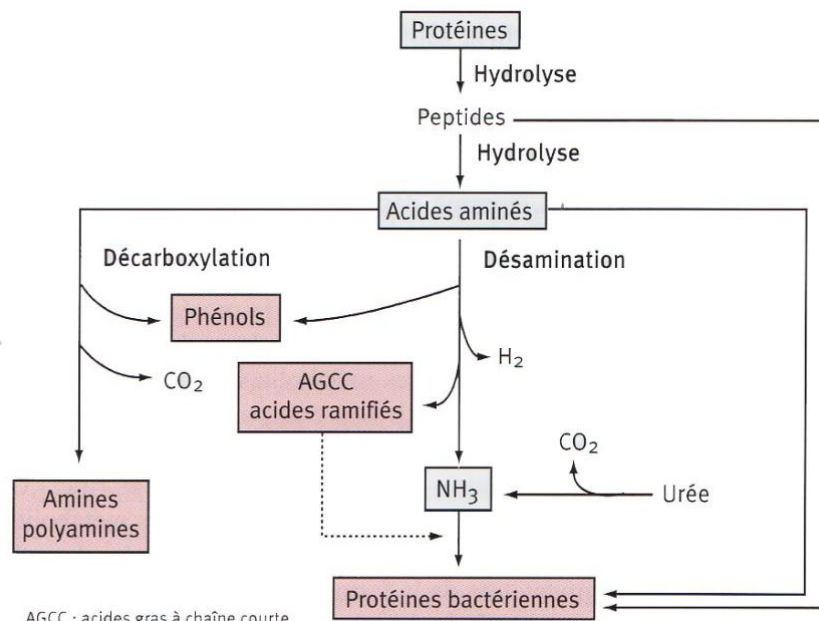 Protéines
Hydrolyse
Peptides
Hydrolyse
Acides aminés
Décarboxylation
Désamination
Phénols
H₂
CO₂
AGCC
acides ramifiés
CO₂
NH₃
Urée
Amines
polyamines
Protéines bactériennes
AGCC : acides gras à chaîne courte